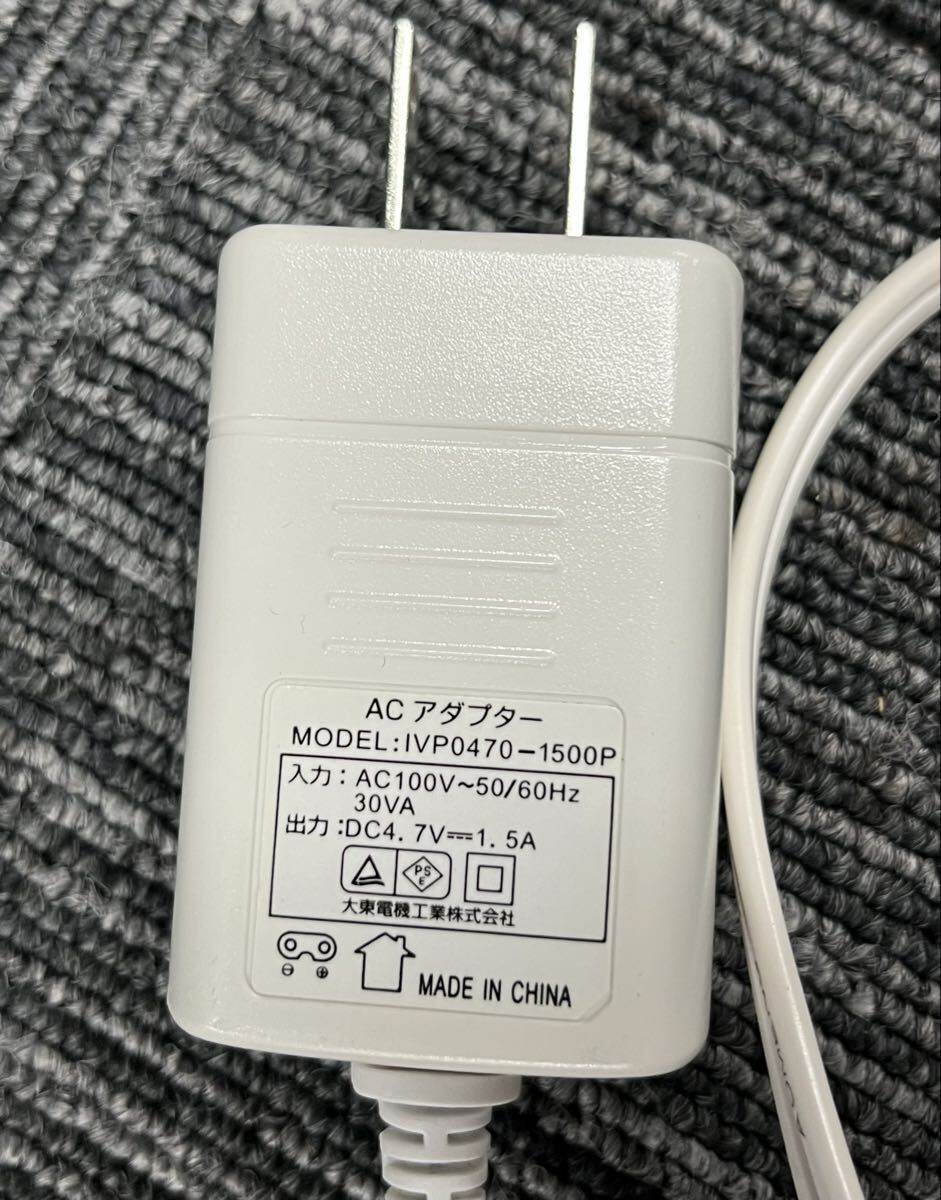 AC アダプター
MODEL:IVP0470-1500P
入力：AC100V～50/60Hz
30VA
出力：DC4.7V⎓1.5A
PS
E
大東電機工業株式会社
⊖ ⊕
MADE IN CHINA